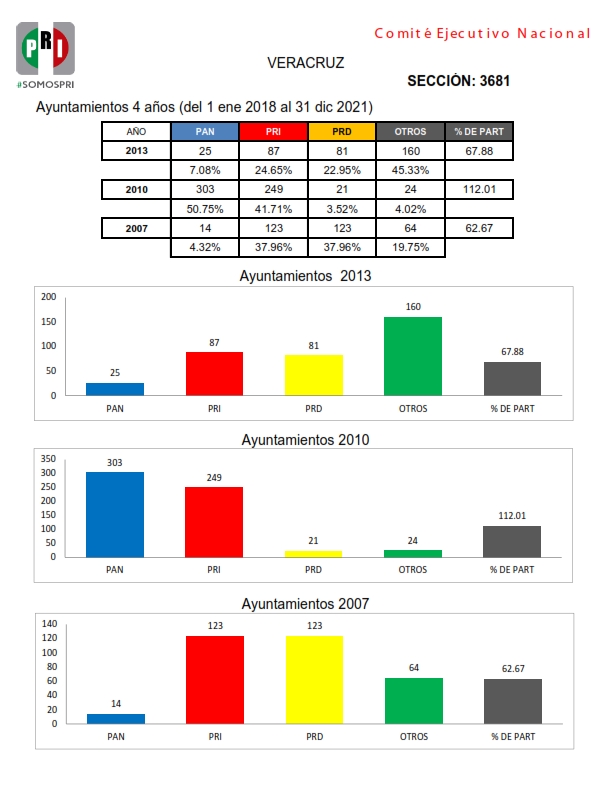 Comité Ejecutivo Nacional
PRI
#SOMOSPRI
VERACRUZ
SECCIÓN: 3681
Ayuntamientos 4 años (del 1 ene 2018 al 31 dic 2021)
AÑO PAN PRI PRD OTROS % DE PART
2013 25 87 81 160 67.88
7.08% 24.65% 22.95% 45.33%
2010 303 249 21 24 112.01
50.75% 41.71% 3.52% 4.02%
2007 14 123 123 64 62.67
4.32% 37.96% 37.96% 19.75%
Ayuntamientos 2013
200
150
100
50
0
25 87 81 160 67.88
PAN PRI PRD OTROS % DE PART
Ayuntamientos 2010
350
300
250
200
150
100
50
0
303 249 21 24 112.01
PAN PRI PRD OTROS % DE PART
Ayuntamientos 2007
140
120
100
80
60
40
20
0
14 123 123 64 62.67
PAN PRI PRD OTROS % DE PART